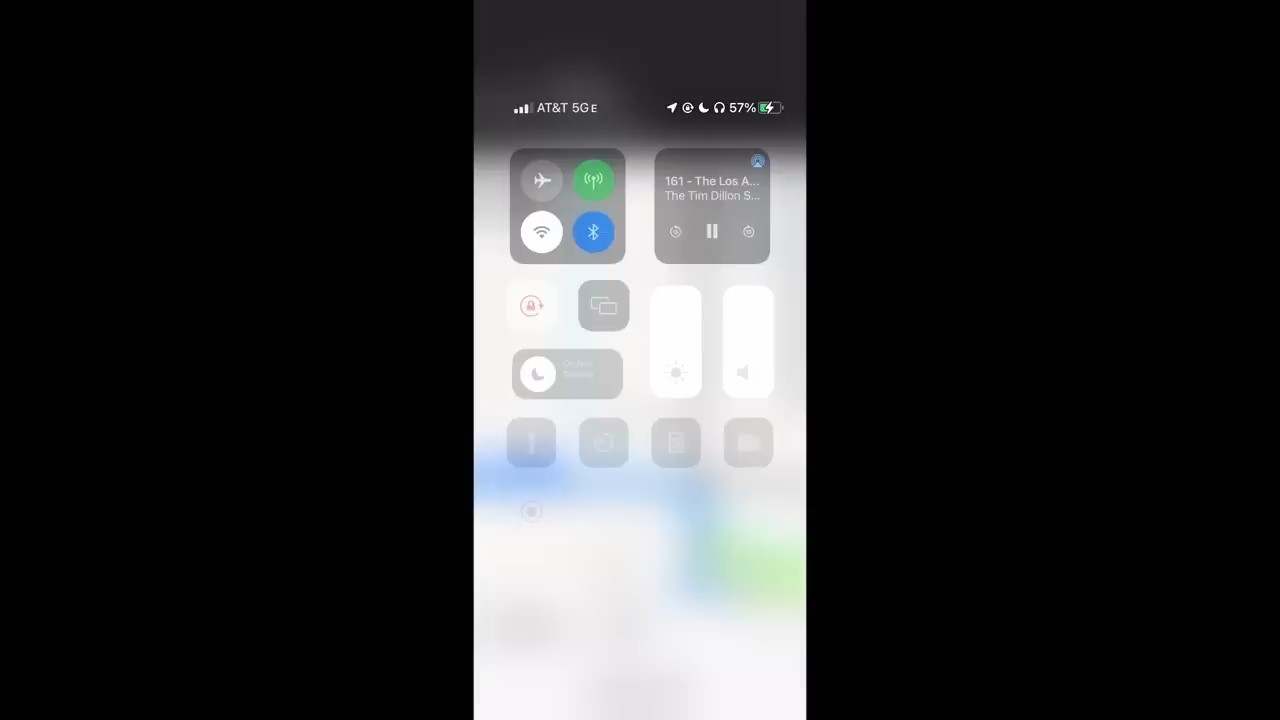 AT&T 5GE 57%
161 - The Los A...
The Tim Dillon S...